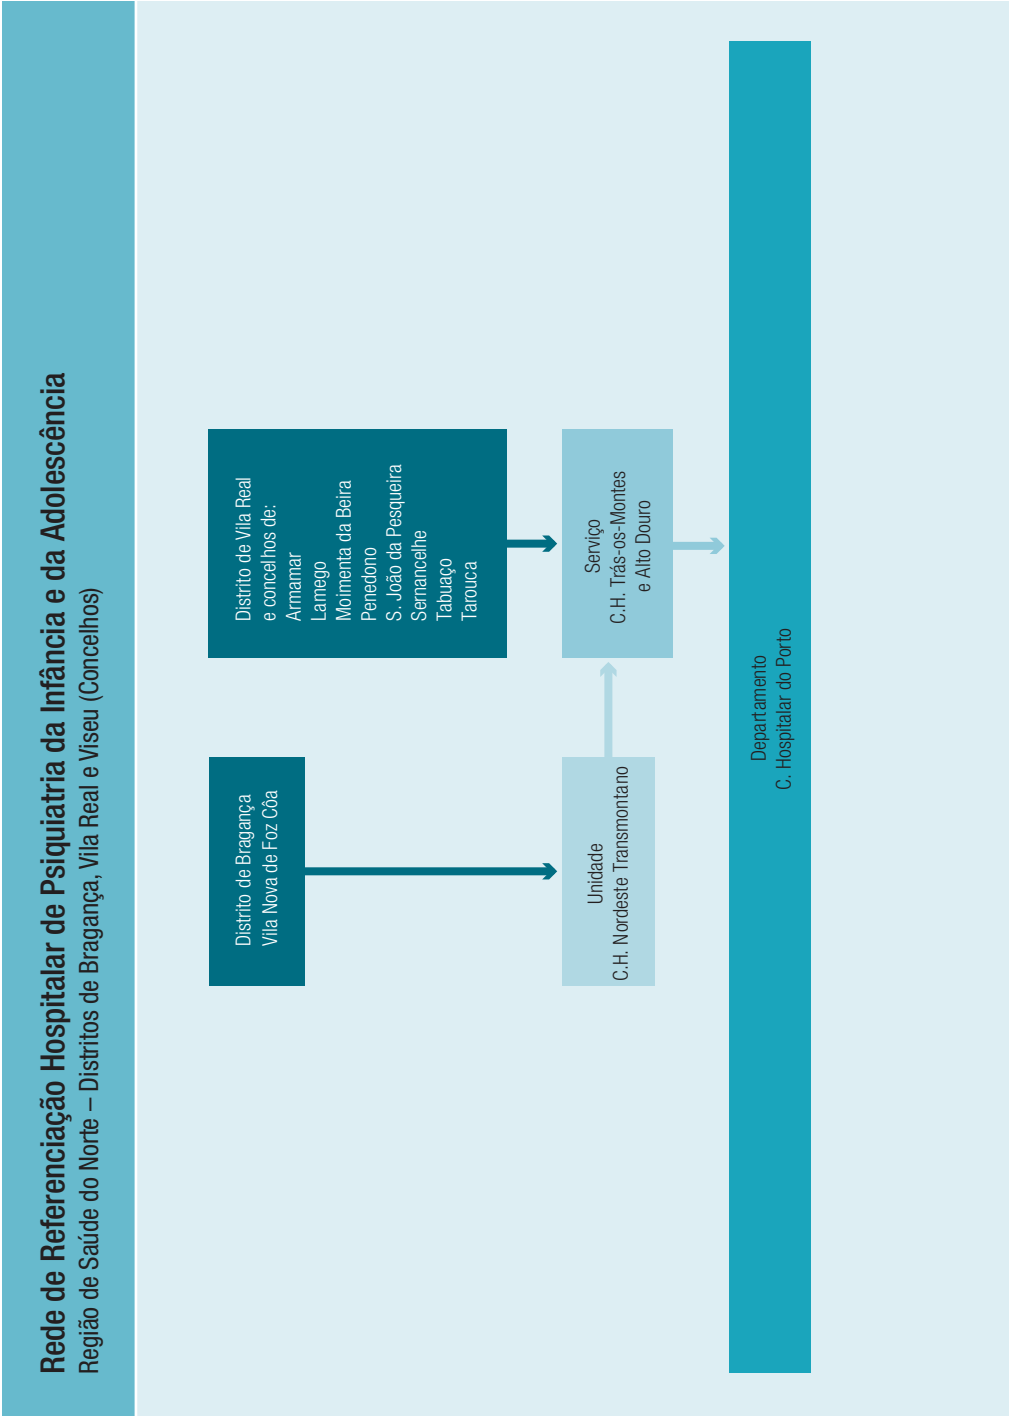 Rede de Referenciação Hospitalar de Psiquiatria da Infância e da Adolescência
Região de Saúde do Norte – Distritos de Bragança, Vila Real e Viseu (Concelhos)
Distrito de Bragança
Vila Nova de Foz Côa
Distrito de Vila Real
e concelhos de:
Armamar
Lamego
Moimenta da Beira
Penedono
S. João da Pesqueira
Sernancelhe
Tabuaço
Tarouca
Unidade
C.H. Nordeste Transmontano
Serviço
C.H. Trás-os-Montes
e Alto Douro
Departamento
C. Hospitalar do Porto